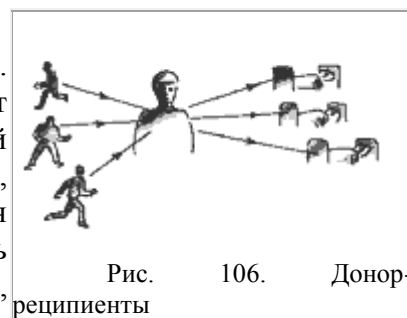 .
т
й
,
я
ь
Рис. 106. Донор-
, реципиенты